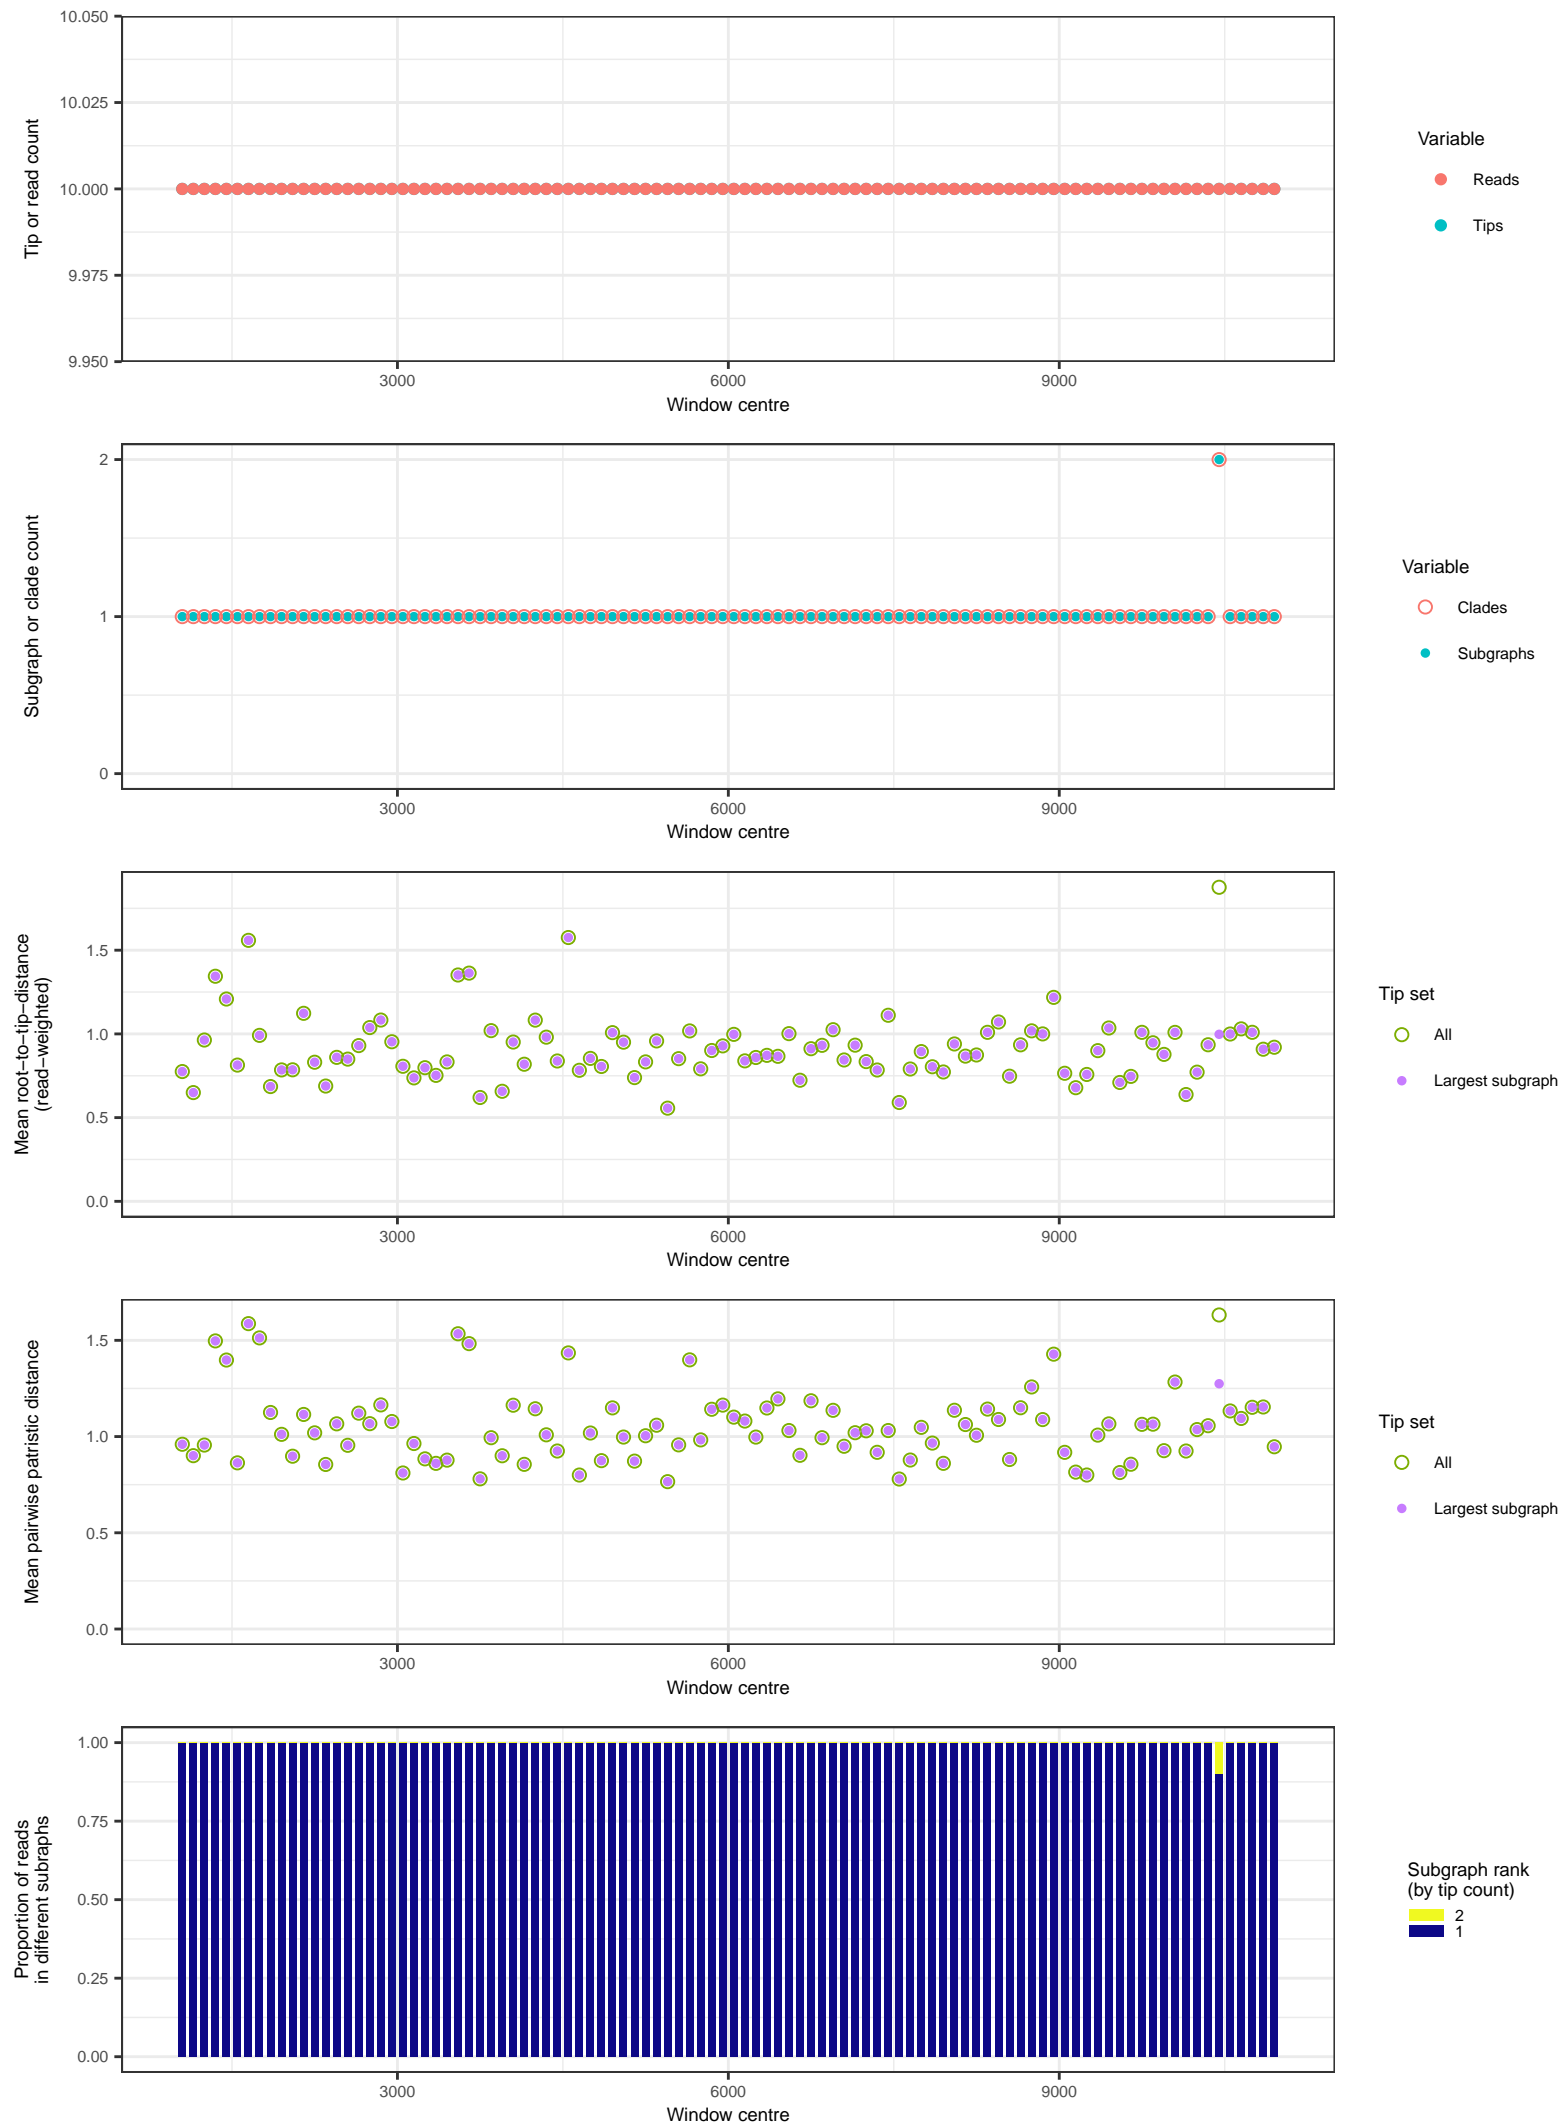 10.050
10.025
10.000
9.975
9.950
Tip or read count
3000
6000
9000
Window centre
Variable
Reads
Tips
2
1
0
Subgraph or clade count
3000
6000
9000
Window centre
Variable
Clades
Subgraphs
1.5
1.0
0.5
0.0
Mean root−to−tip−distance
(read−weighted)
3000
6000
9000
Window centre
Tip set
All
Largest subgraph
1.5
1.0
0.5
0.0
Mean pairwise patristic distance
3000
6000
9000
Window centre
Tip set
All
Largest subgraph
1.00
0.75
0.50
0.25
0.00
Proportion of reads
in different subraphs
3000
6000
9000
Window centre
Subgraph rank
(by tip count)
2
1